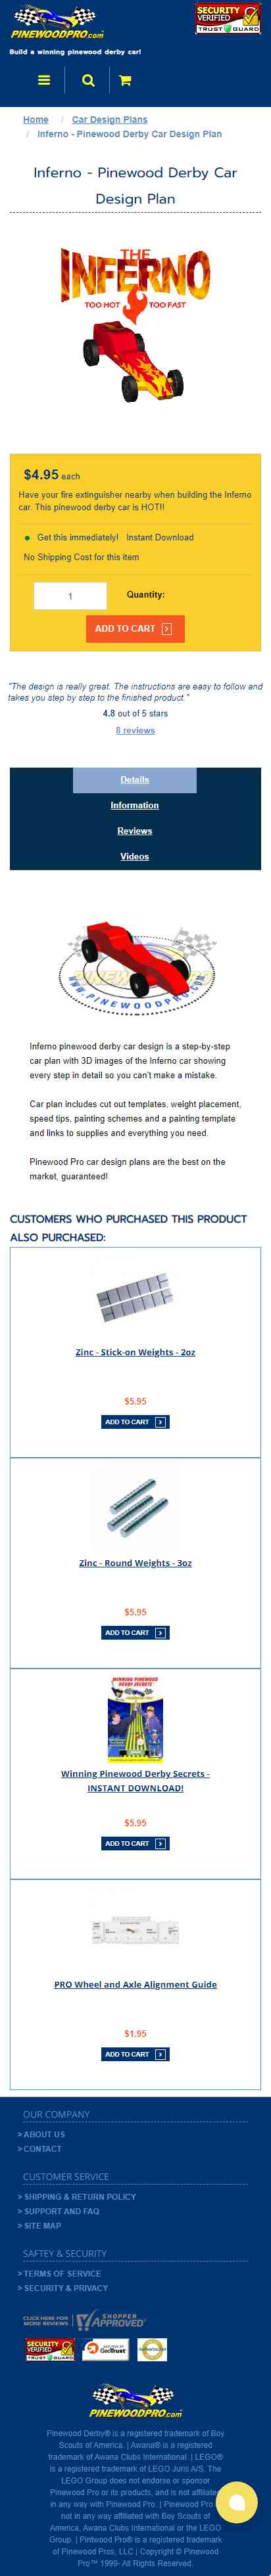 PINEWOODPRO.COM
SECURITY
VERIFIED
TRUST GUARD
Build a winning pinewood derby car!
Home / Car Design Plans
/ Inferno - Pinewood Derby Car Design Plan
Inferno - Pinewood Derby Car
Design Plan
THE
INFERNO
TOO HOT TOO FAST
$4.95 each
Have your fire extinguisher nearby when building the Inferno
car. This pinewood derby car is HOT!!
Get this immediately! Instant Download
No Shipping Cost for this item
1
Quantity:
ADD TO CART
"The design is really great. The instructions are easy to follow and
takes you step by step to the finished product."
4.8 out of 5 stars
8 reviews
Details
Information
Reviews
Videos
PINEWOODPRO
WWW.PINEWOODPRO.COM
Inferno pinewood derby car design is a step-by-step
car plan with 3D images of the Inferno car showing
every step in detail so you can't make a mistake.
Car plan includes cut out templates, weight placement,
speed tips, painting schemes and a painting template
and links to supplies and everything you need.
Pinewood Pro car design plans are the best on the
market, guaranteed!
CUSTOMERS WHO PURCHASED THIS PRODUCT
ALSO PURCHASED:
Zinc - Stick-on Weights - 2oz
$5.95
ADD TO CART
Zinc - Round Weights - 3oz
$5.95
ADD TO CART
WINNING PINEWOOD
DERBY SECRETS
Winning Pinewood Derby Secrets -
INSTANT DOWNLOAD!
$5.95
ADD TO CART
PRO Wheel and Axle Alignment Guide
$1.95
ADD TO CART
OUR COMPANY
> ABOUT US
> CONTACT
CUSTOMER SERVICE
> SHIPPING & RETURN POLICY
> SUPPORT AND FAQ
> SITE MAP
SAFTEY & SECURITY
> TERMS OF SERVICE
> SECURITY & PRIVACY
CLICK HERE FOR
MORE REVIEWS
SHOPPER
APPROVED
SECURITY
VERIFIED
TRUST GUARD
GeoTrust
PINEWOODPRO.COM
Pinewood Derby® is a registered trademark of Boy
Scouts of America. | Awana® is a registered
trademark of Awana Clubs International. | LEGO®
is a registered trademark of LEGO Juris A/S. The
LEGO Group does not endorse or sponsor
Pinewood Pro or its products, and is not affiliate
in any way with Pinewood Pro. | Pinewood Pro
not in any way affiliated with Boy Scouts of
America, Awana Clubs International or the LEGO
Group. | Pintwood Pro® is a registered trademark
of Pinewood Pros, LLC | Copyright © Pinewood
Pro™ 1999- All Rights Reserved.